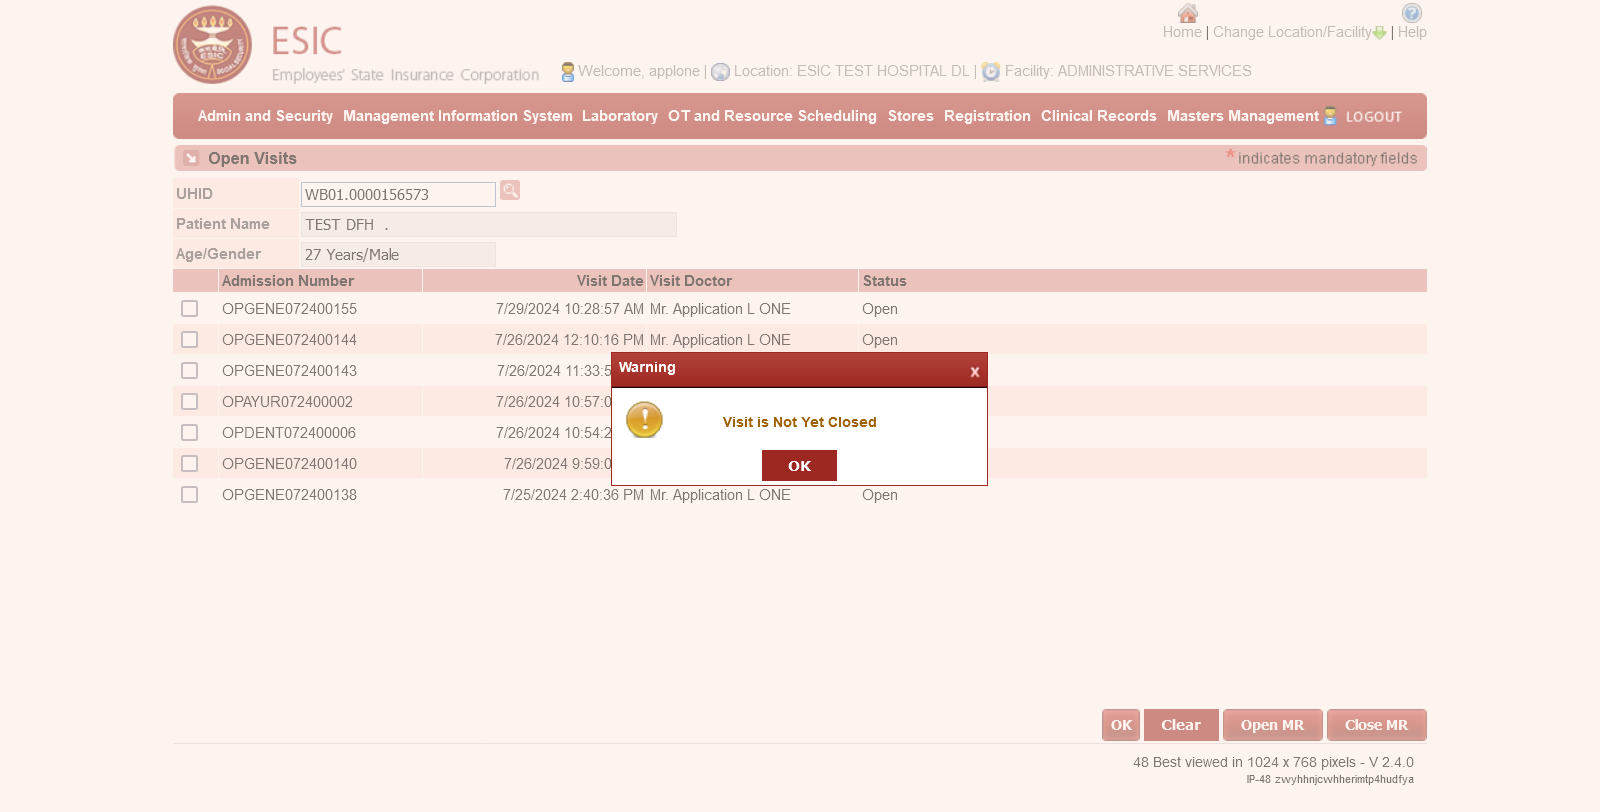 ESIC
Employees' State Insurance Corporation
Home | Change Location/Facility | Help
Welcome, applone | Location: ESIC TEST HOSPITAL DL | Facility: ADMINISTRATIVE SERVICES
Admin and Security Management Information System Laboratory OT and Resource Scheduling Stores Registration Clinical Records Masters Management LOGOUT
Open Visits * indicates mandatory fields
UHID WB01.0000156573
Patient Name TEST DFH .
Age/Gender 27 Years/Male
Admission Number Visit Date Visit Doctor Status
OPGENE072400155 7/29/2024 10:28:57 AM Mr. Application L ONE Open
OPGENE072400144 7/26/2024 12:10:16 PM Mr. Application L ONE Open
OPGENE072400143 7/26/2024 11:33:5
OPAYUR072400002 7/26/2024 10:57:0
OPDENT072400006 7/26/2024 10:54:2
OPGENE072400140 7/26/2024 9:59:0
OPGENE072400138 7/25/2024 2:40:36 PM Mr. Application L ONE Open
Warning x
Visit is Not Yet Closed
OK
OK Clear Open MR Close MR
48 Best viewed in 1024 x 768 pixels - V 2.4.0
IP-48 zwyhhnjcwhherimtp4hudfya